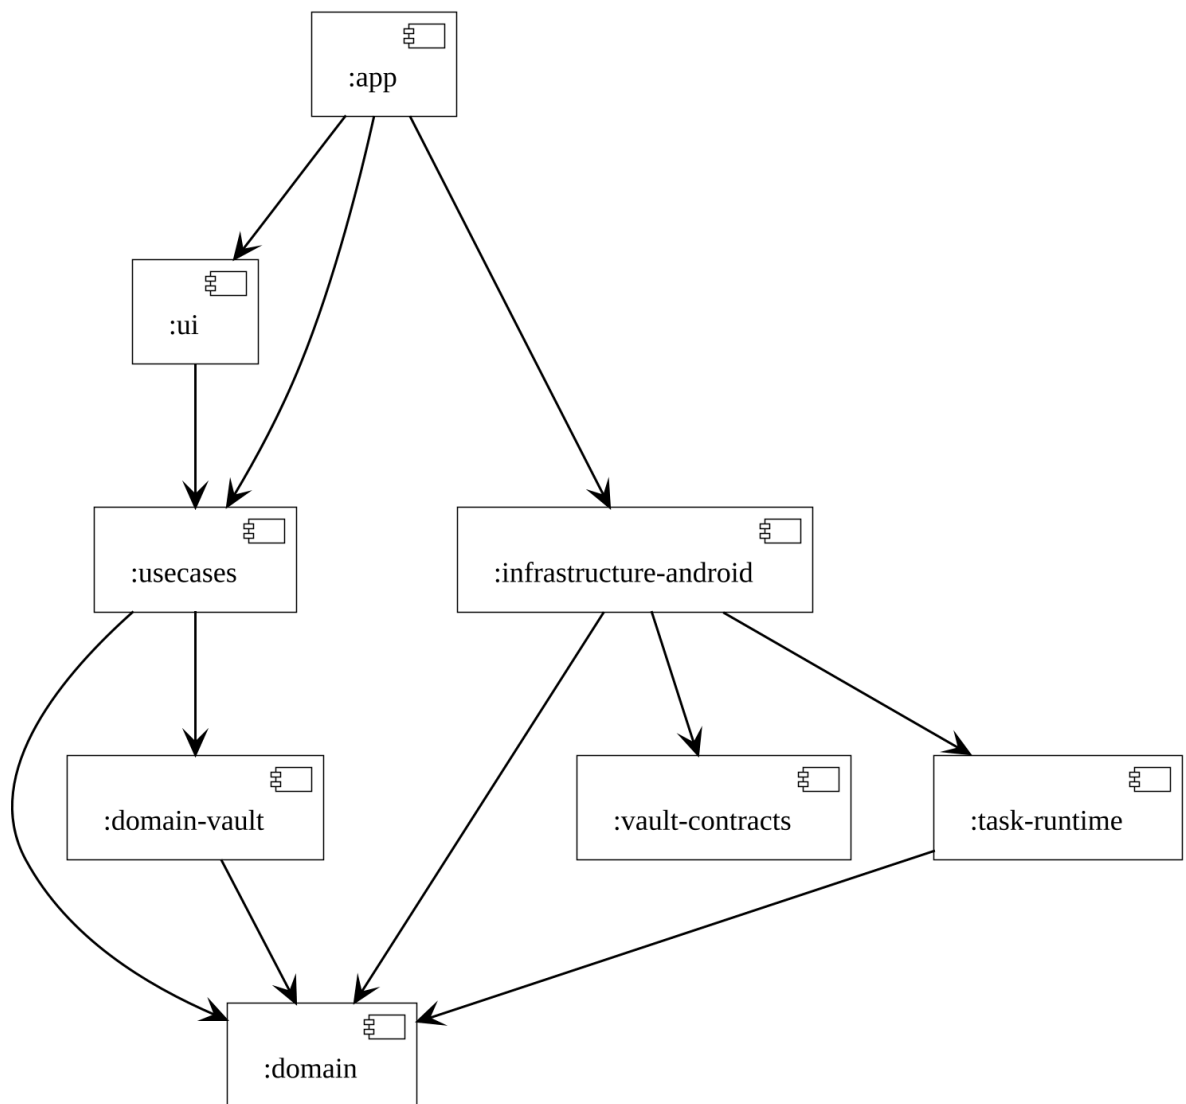 :app
:ui
:usecases
:infrastructure-android
:domain-vault
:vault-contracts
:task-runtime
:domain